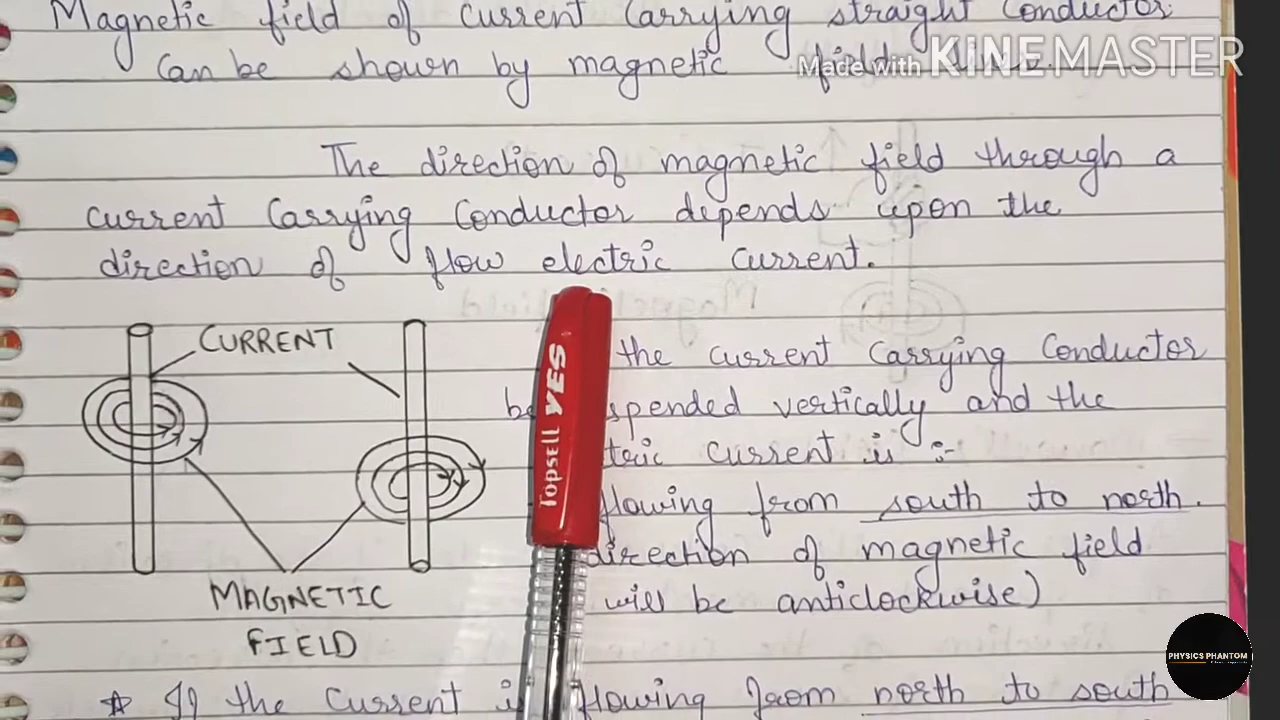 Magnetic field of current carrying straight conductor
can be shown by magnetic field
Made with KINEMASTER
The direction of magnetic field through a
current carrying conductor depends upon the
direction of flow electric current.
CURRENT
the current carrying conductor
spended vertically and the
tric current is :-
flowing from south to north.
direction of magnetic field
will be anticlockwise)
MAGNETIC
FIELD
Topsell YES
PHYSICS PHANTOM
☆ If the current is flowing from north to south